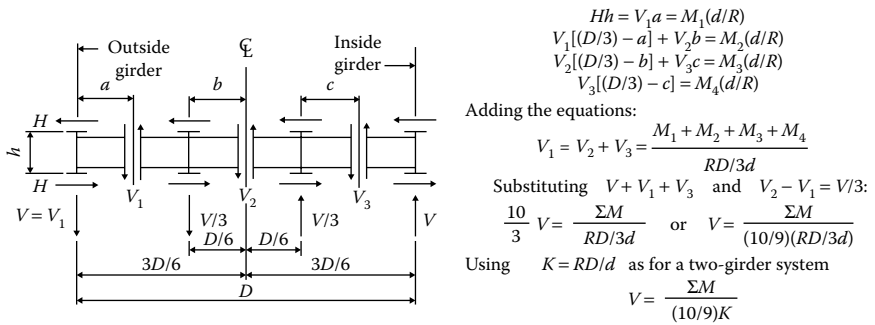 Outside
girder
℄
Inside
girder
a
b
c
H
h
H
V₁
V₂
V₃
V = V₁
V/3
V/3
V
D/6
D/6
3D/6
3D/6
D
Hh = V₁a = M₁(d/R)
V₁[(D/3) − a] + V₂b = M₂(d/R)
V₂[(D/3) − b] + V₃c = M₃(d/R)
V₃[(D/3) − c] = M₄(d/R)
Adding the equations:
V₁ = V₂ + V₃ = (M₁ + M₂ + M₃ + M₄) / (RD/3d)
Substituting V + V₁ + V₃ and V₂ − V₁ = V/3:
10/3 V = ΣM / (RD/3d) or V = ΣM / ((10/9)(RD/3d))
Using K = RD/d as for a two-girder system
V = ΣM / ((10/9)K)